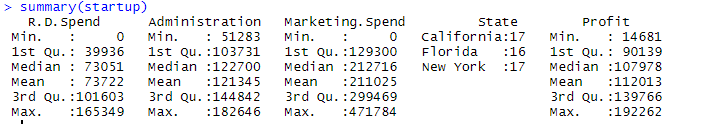 > summary(startup)
R.D.Spend Administration Marketing.Spend State Profit
Min. : 0 Min. : 51283 Min. : 0 California:17 Min. : 14681
1st Qu.: 39936 1st Qu.:103731 1st Qu.:129300 Florida :16 1st Qu.: 90139
Median : 73051 Median :122700 Median :212716 New York :17 Median :107978
Mean : 73722 Mean :121345 Mean :211025 Mean :112013
3rd Qu.:101603 3rd Qu.:144842 3rd Qu.:299469 3rd Qu.:139766
Max. :165349 Max. :182646 Max. :471784 Max. :192262